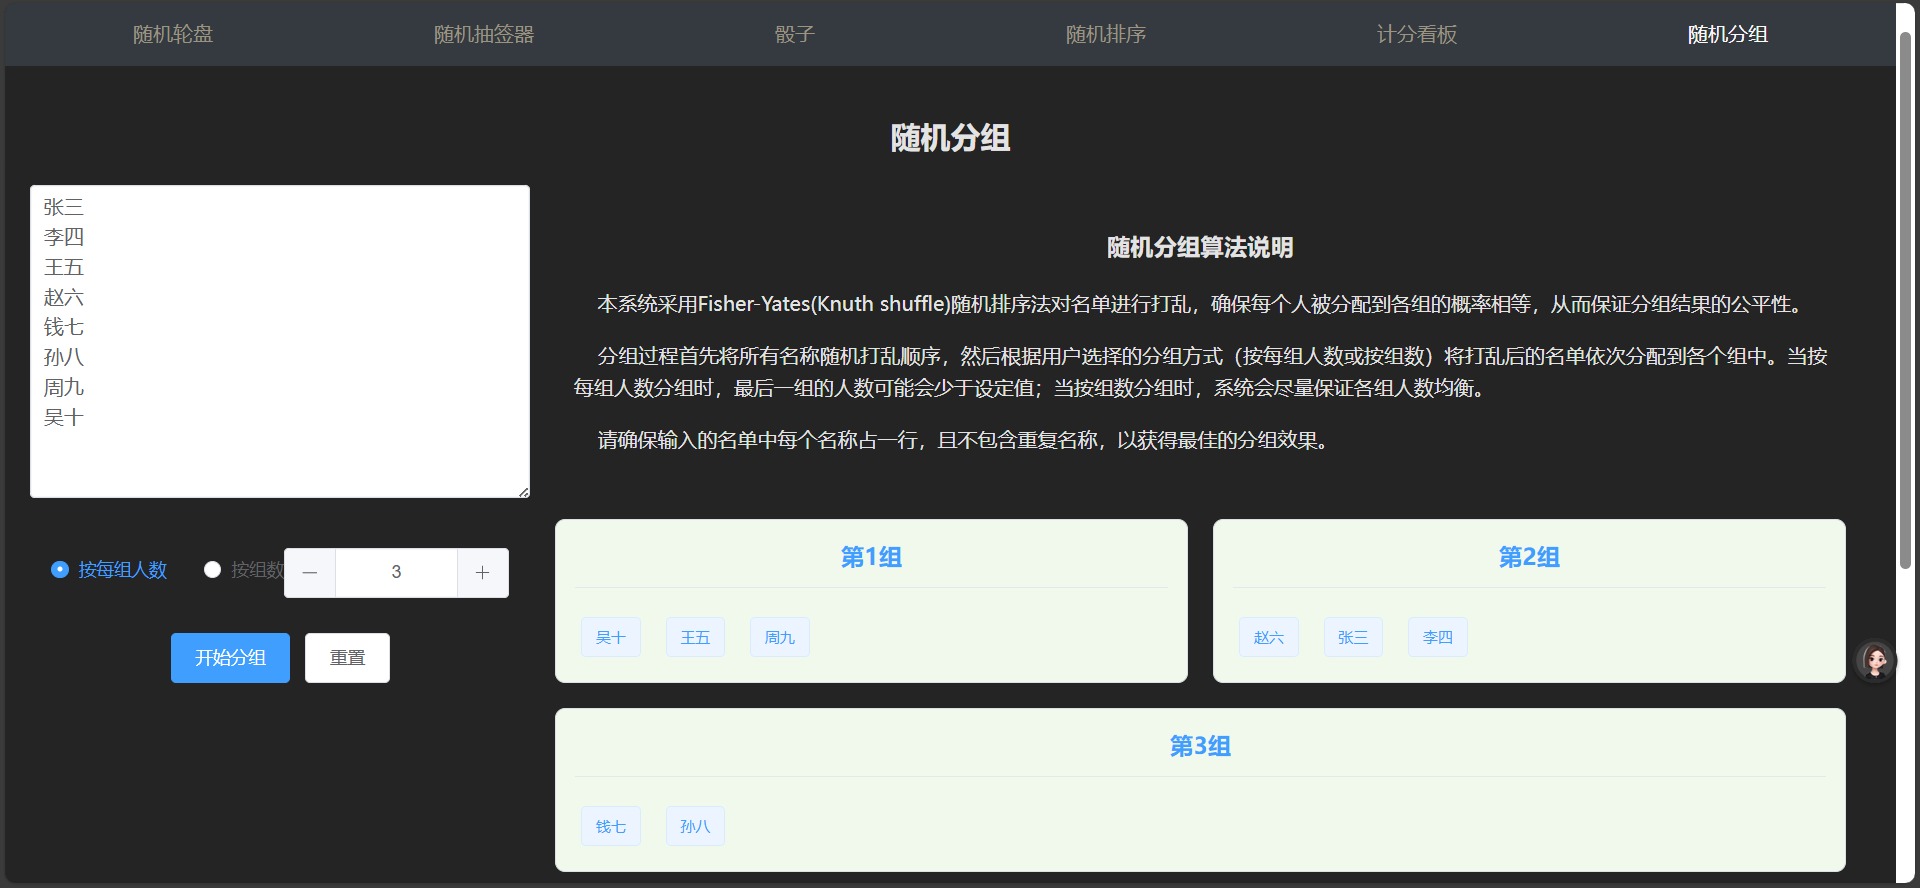 随机轮盘 随机抽签器 骰子 随机排序 计分看板 随机分组
随机分组
张三
李四
王五
赵六
钱七
孙八
周九
吴十
按每组人数 按组数 3
开始分组 重置
随机分组算法说明
本系统采用Fisher-Yates(Knuth shuffle)随机排序法对名单进行打乱，确保每个人被分配到各组的概率相等，从而保证分组结果的公平性。
分组过程首先将所有名称随机打乱顺序，然后根据用户选择的分组方式（按每组人数或按组数）将打乱后的名单依次分配到各个组中。当按
每组人数分组时，最后一组的人数可能会少于设定值；当按组数分组时，系统会尽量保证各组人数均衡。
请确保输入的名单中每个名称占一行，且不包含重复名称，以获得最佳的分组效果。
第1组
吴十 王五 周九
第2组
赵六 张三 李四
第3组
钱七 孙八